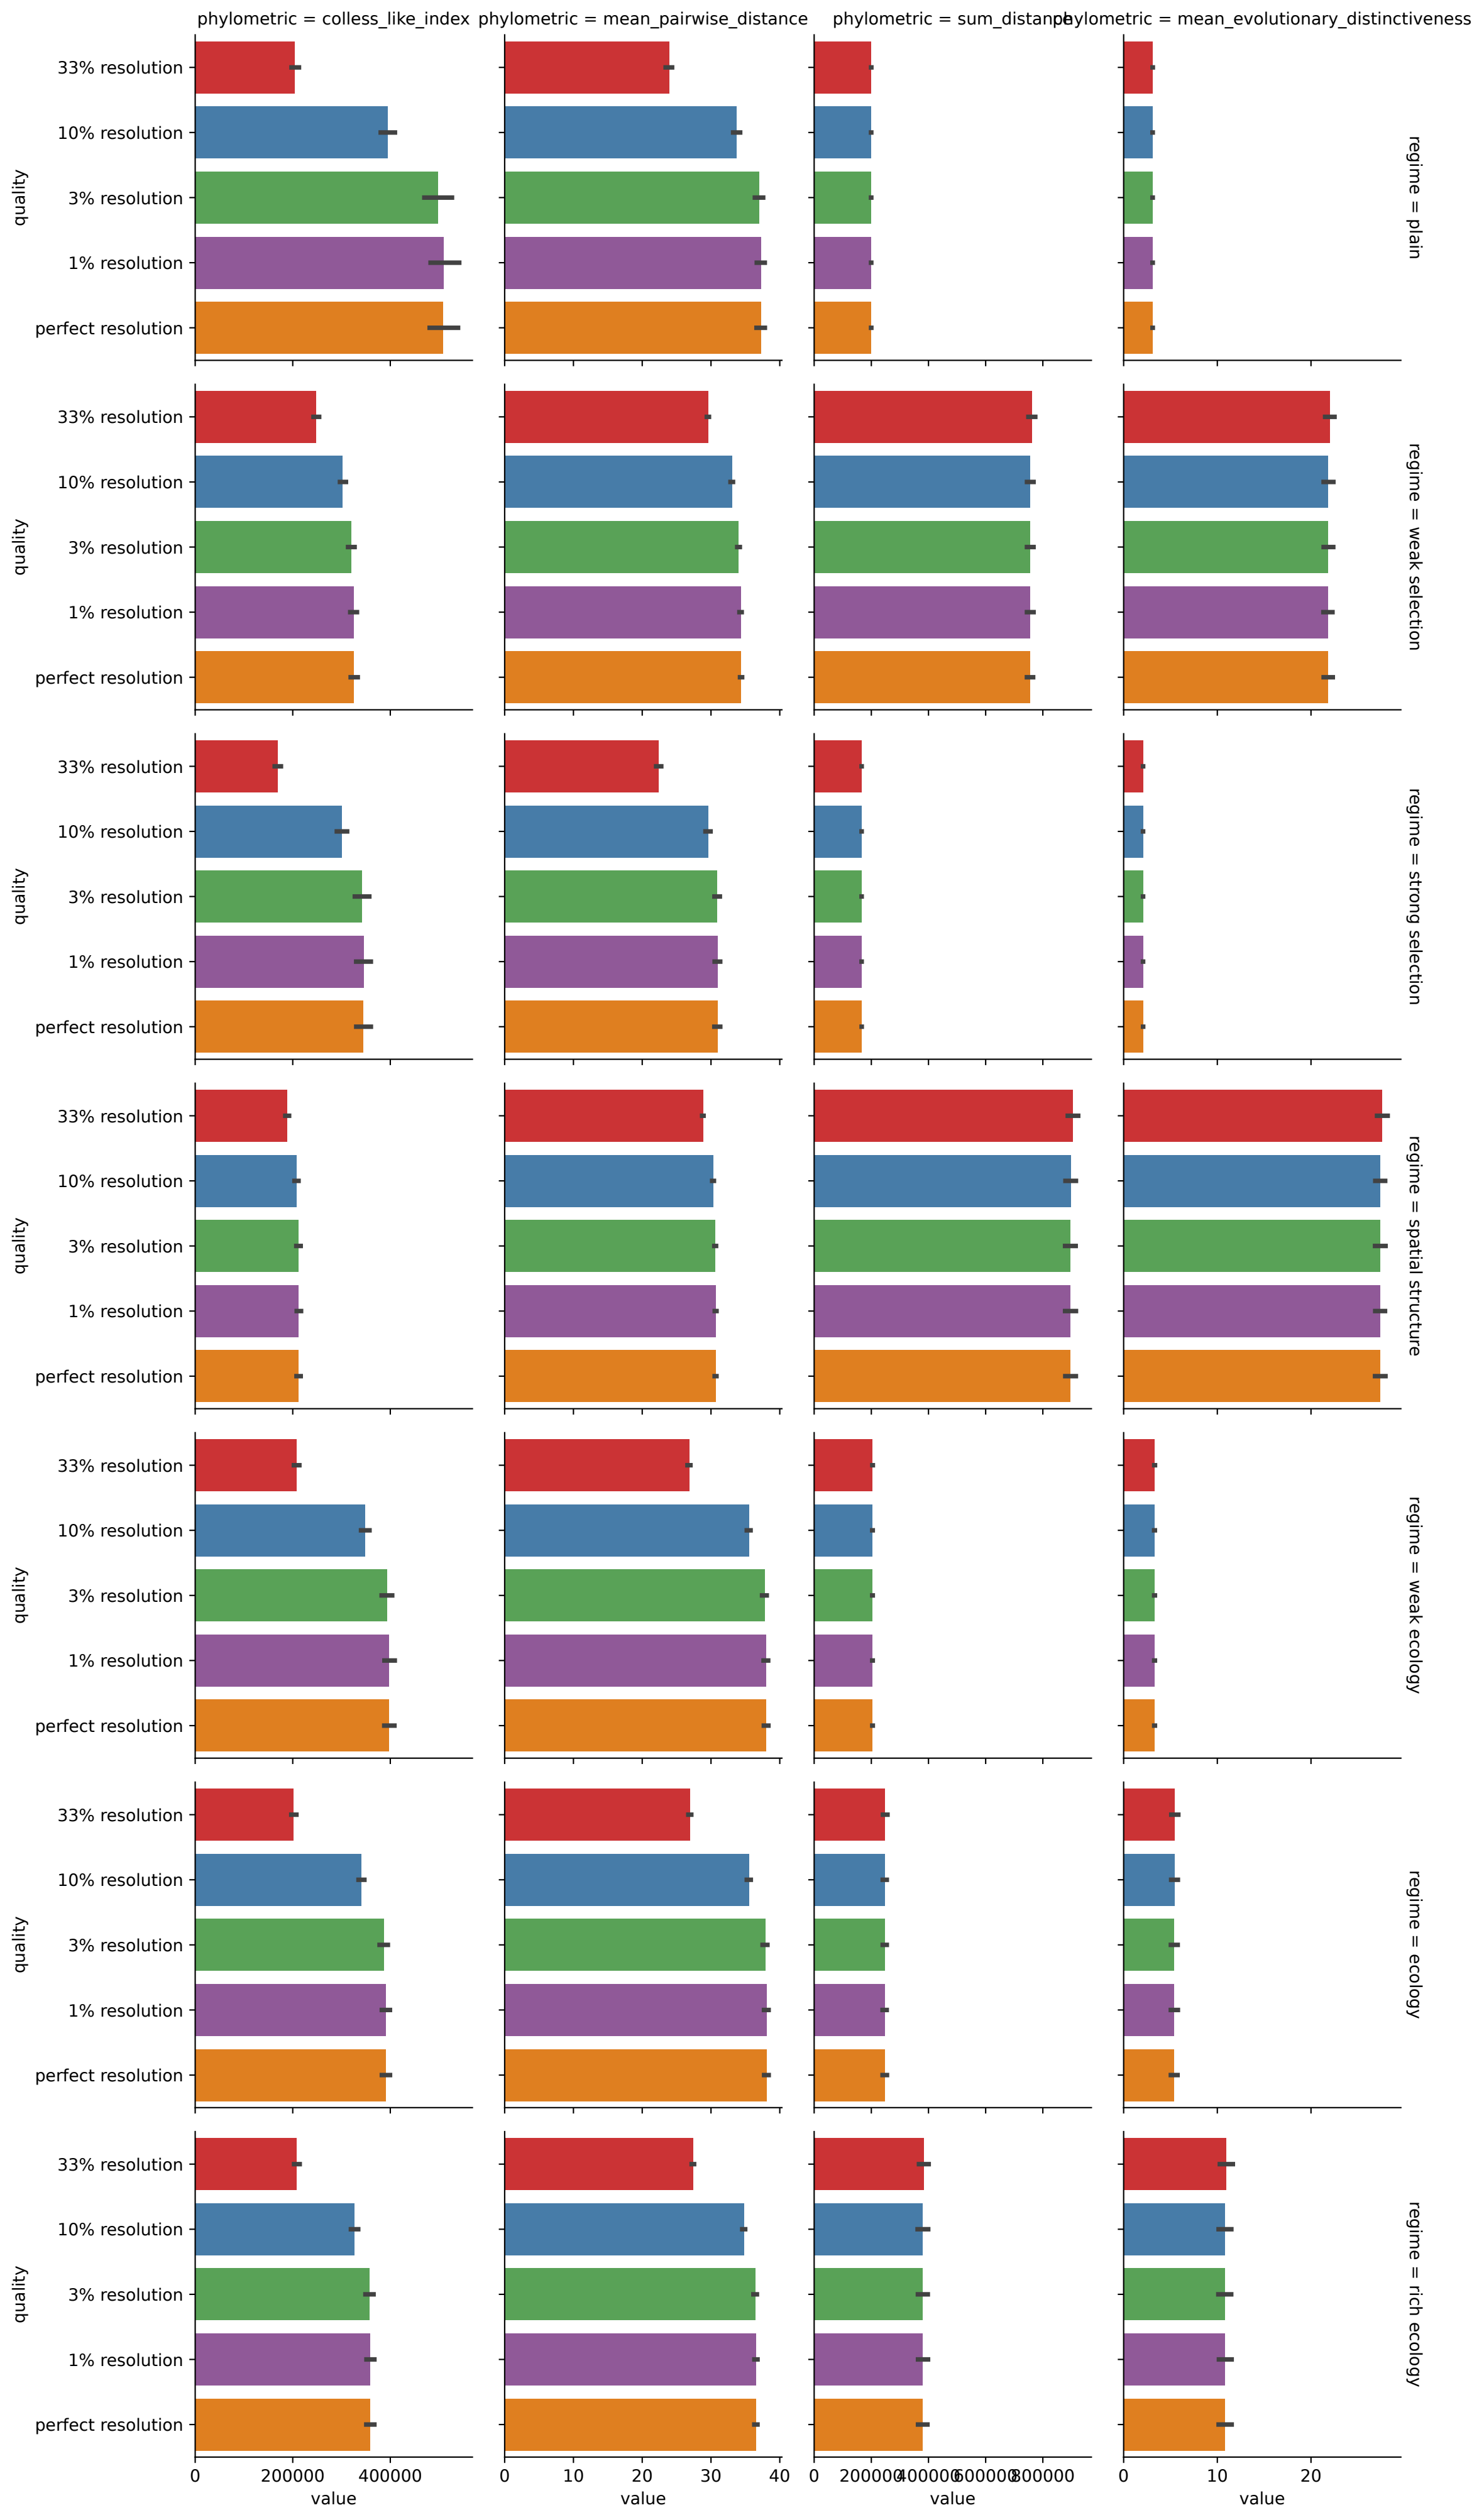 phylometric = colless_like_index phylometric = mean_pairwise_distance phylometric = sum_distance phylometric = mean_evolutionary_distinctiveness
33% resolution
10% resolution
3% resolution
1% resolution
perfect resolution
quality
regime = plain
33% resolution
10% resolution
3% resolution
1% resolution
perfect resolution
quality
regime = weak selection
33% resolution
10% resolution
3% resolution
1% resolution
perfect resolution
quality
regime = strong selection
33% resolution
10% resolution
3% resolution
1% resolution
perfect resolution
quality
regime = spatial structure
33% resolution
10% resolution
3% resolution
1% resolution
perfect resolution
quality
regime = weak ecology
33% resolution
10% resolution
3% resolution
1% resolution
perfect resolution
quality
regime = ecology
33% resolution
10% resolution
3% resolution
1% resolution
perfect resolution
quality
regime = rich ecology
0 200000 400000 0 10 20 30 40 0 200000 400000 600000 800000 0 10 20
value value value value